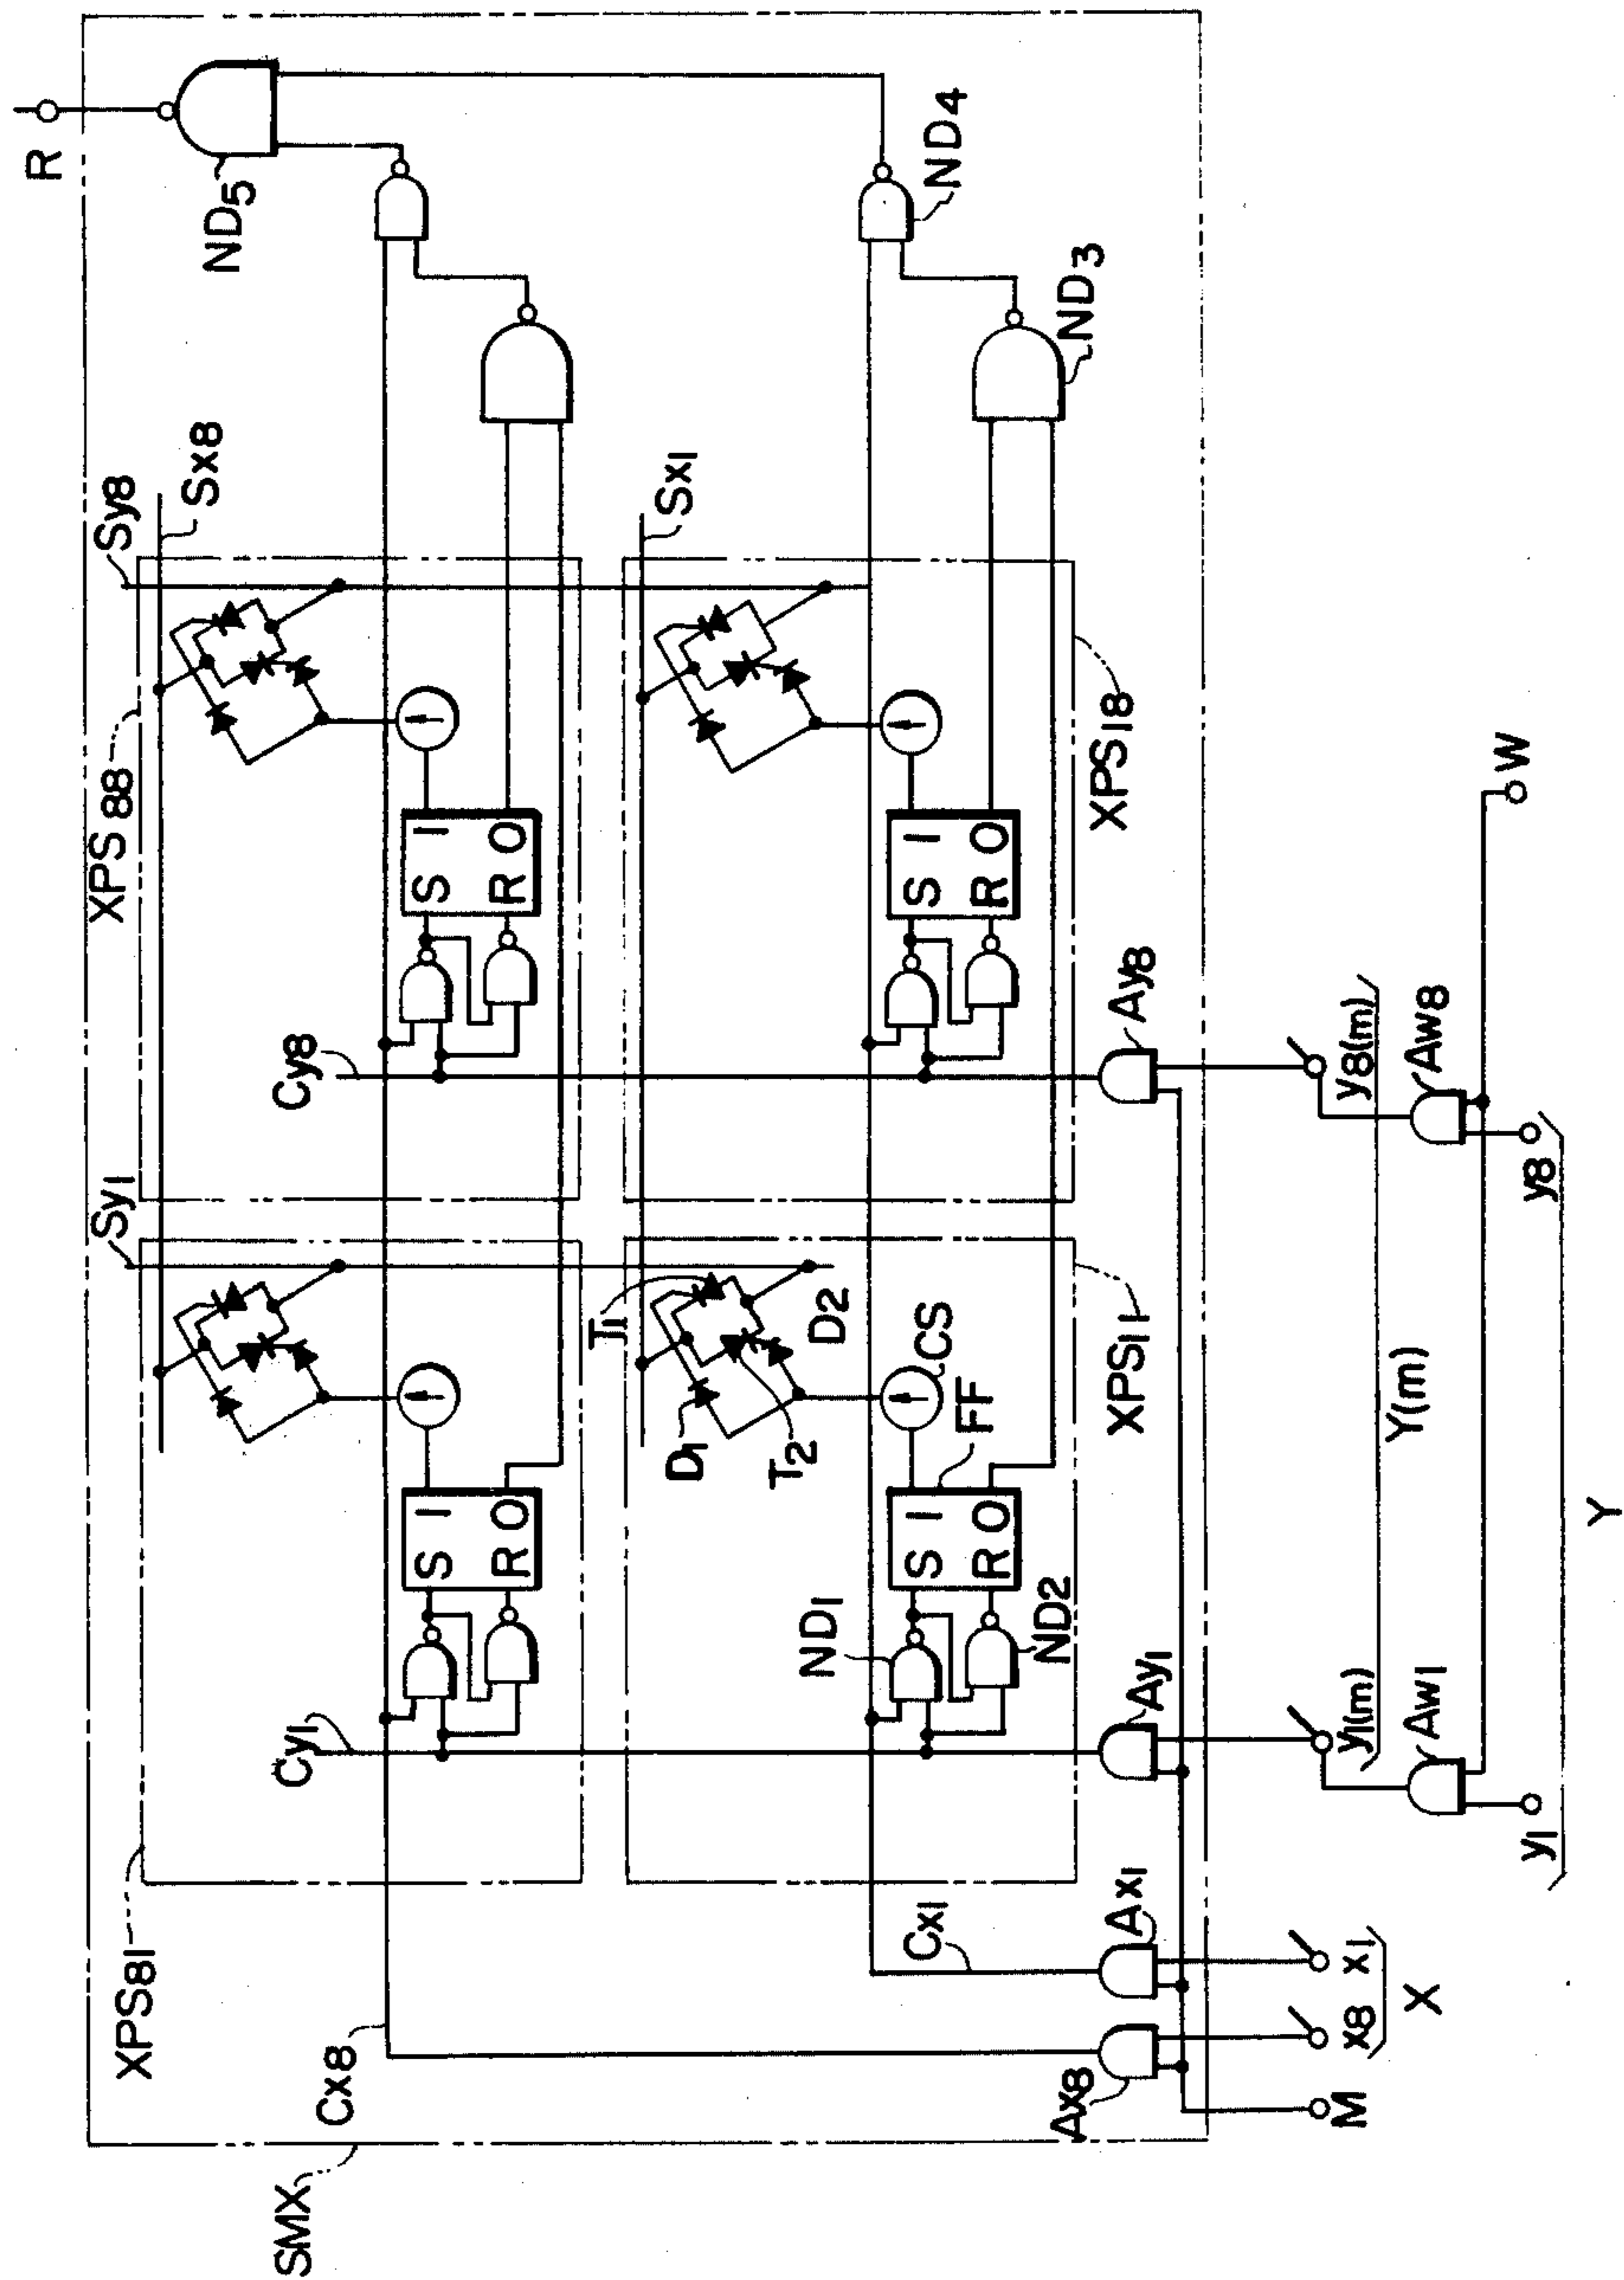 R
ND5
ND4
ND3
Sx8
Sy8
Sx1
XPS88
XPS18
S I
R O
S I
R O
Cy8
Ay8
W
y8(m)
Aw8
y8
Sy1
T1
D2
D1
T2
CS
FF
XPS11
Y(m)
Y
S I
R O
S I
R O
ND1
ND2
Cy1
Ay1
y1(m)
Aw1
y1
XPS81
Cx1
Ax1
x1
X
x8
Cx8
Ax8
M
SMX